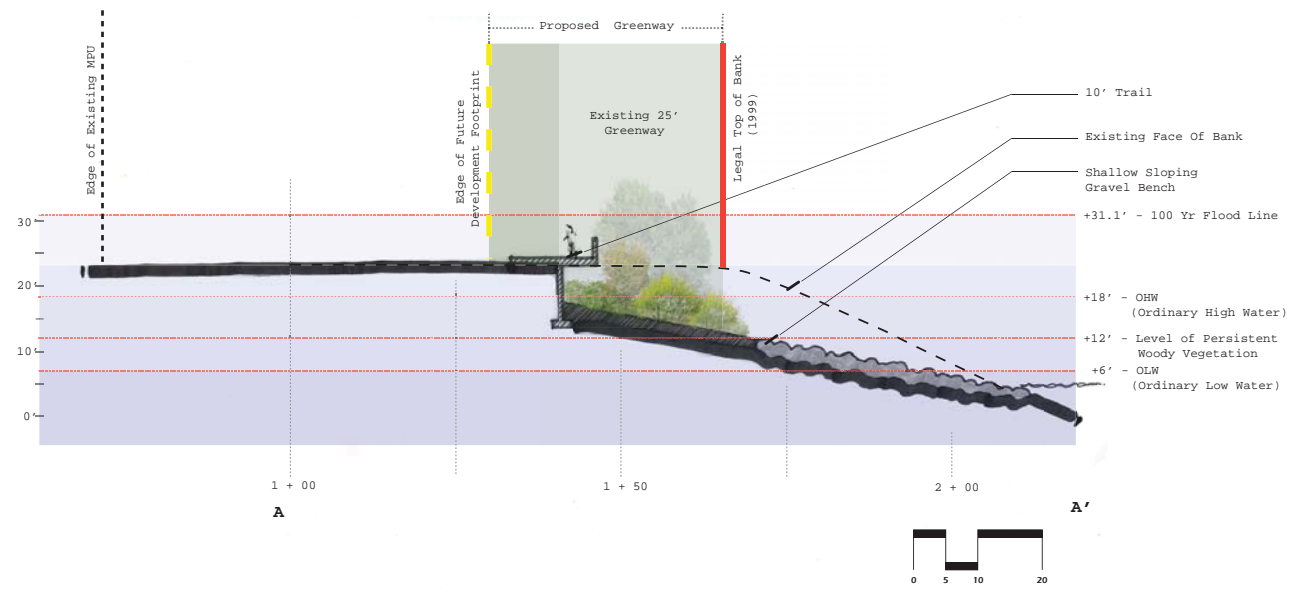 Proposed Greenway
Edge of Existing MPU
Edge of Future
Development Footprint
Existing 25’
Greenway
Legal Top of Bank
(1999)
10’ Trail
Existing Face Of Bank
Shallow Sloping
Gravel Bench
+31.1’ - 100 Yr Flood Line
+18’ - OHW
(Ordinary High Water)
+12’ - Level of Persistent
Woody Vegetation
+6’ - OLW
(Ordinary Low Water)
30’
20’
10’
0’
1 + 00
1 + 50
2 + 00
A
A’
0 5 10 20